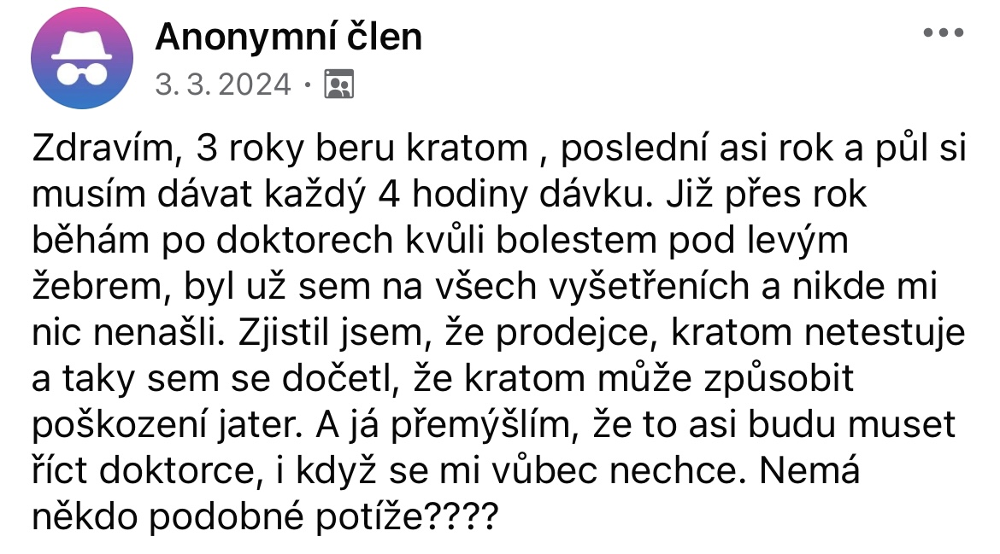 Anonymní člen
3. 3. 2024 ·
Zdravím, 3 roky beru kratom , poslední asi rok a půl si
musím dávat každý 4 hodiny dávku. Již přes rok
běhám po doktorech kvůli bolestem pod levým
žebrem, byl už sem na všech vyšetřeních a nikde mi
nic nenašli. Zjistil jsem, že prodejce, kratom netestuje
a taky sem se dočetl, že kratom může způsobit
poškození jater. A já přemýšlím, že to asi budu muset
říct doktorce, i když se mi vůbec nechce. Nemá
někdo podobné potíže????